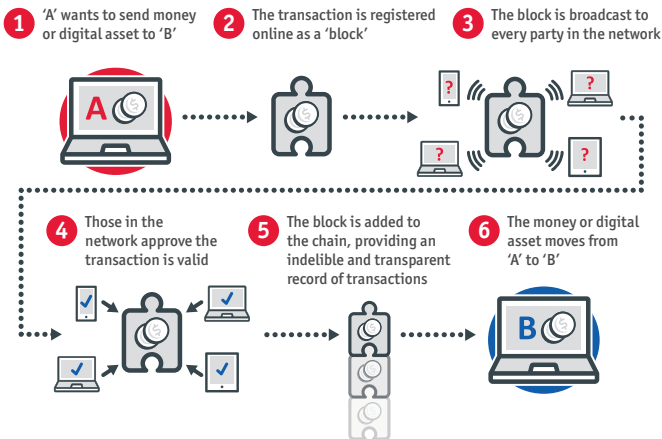 1
'A' wants to send money
or digital asset to 'B'
2
The transaction is registered
online as a 'block'
3
The block is broadcast to
every party in the network
A
$
$
?
?
?
?
$
4
Those in the
network approve the
transaction is valid
5
The block is added to
the chain, providing an
indelible and transparent
record of transactions
6
The money or digital
asset moves from
'A' to 'B'
$
$
$
$
B
$